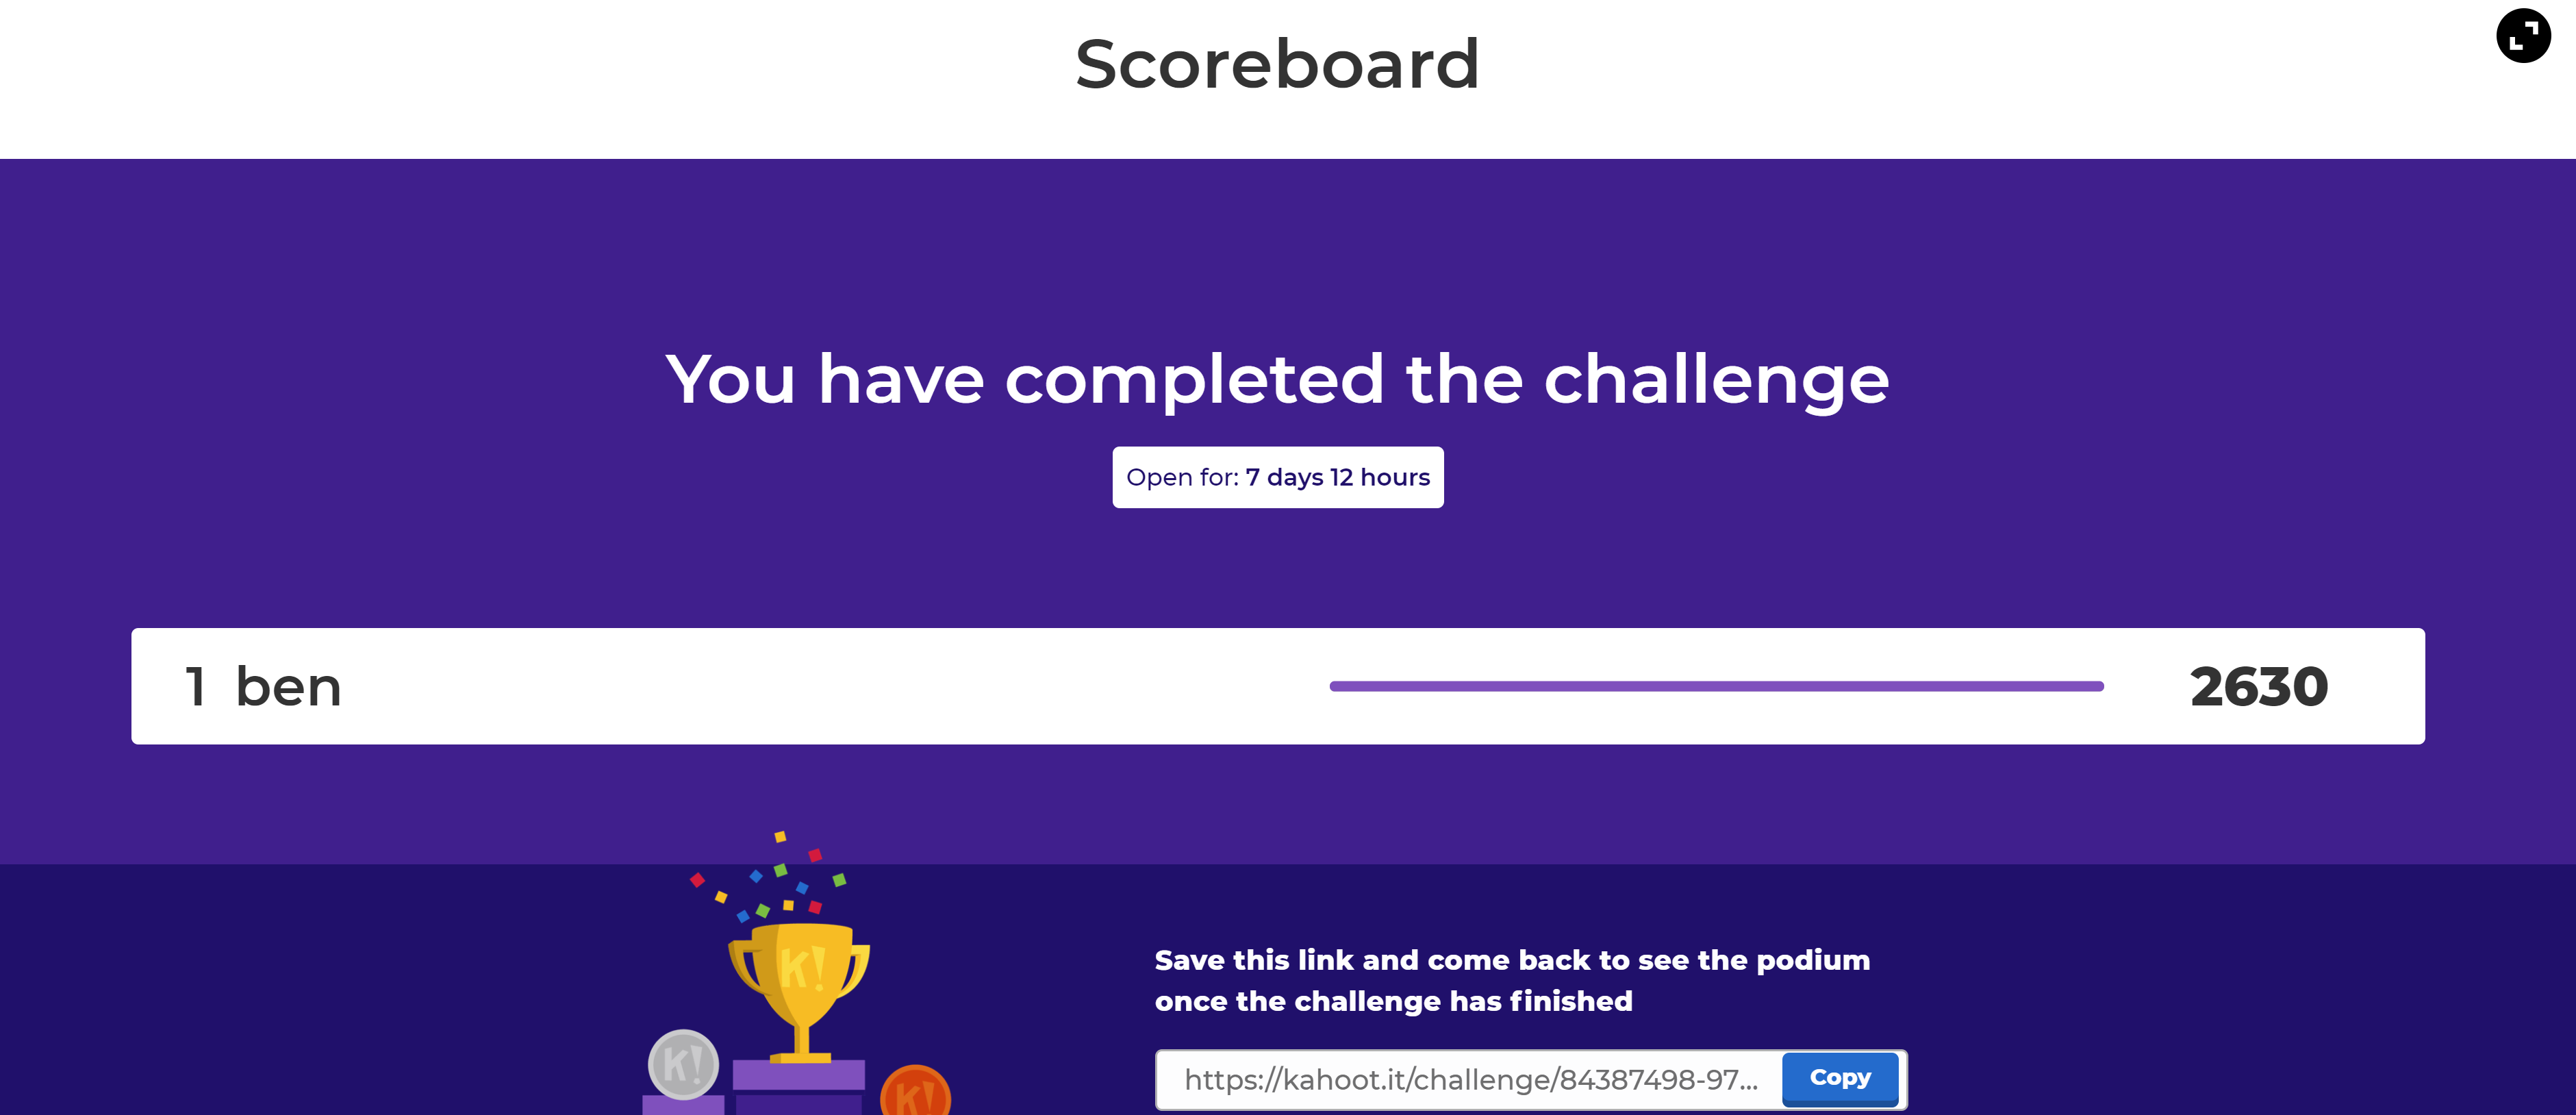 Scoreboard
You have completed the challenge
Open for: 7 days 12 hours
1 ben 2630
K!
K!
K!
Save this link and come back to see the podium
once the challenge has finished
https://kahoot.it/challenge/84387498-97... Copy